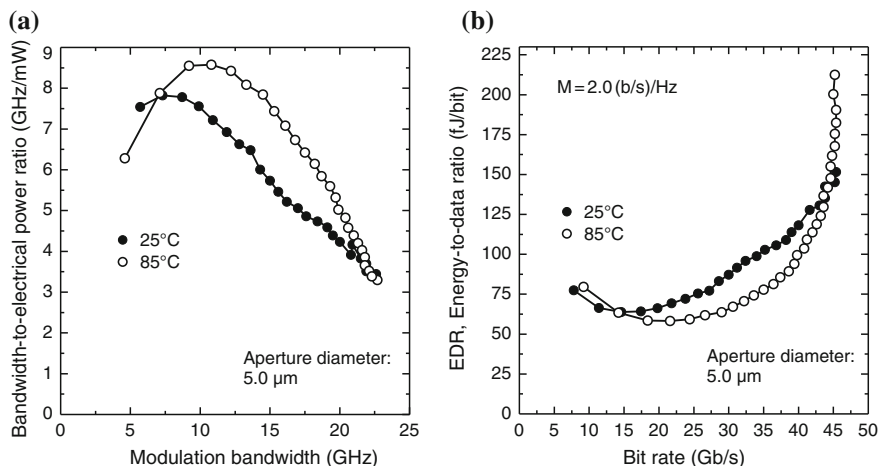 (a)
Bandwidth-to-electrical power ratio (GHz/mW)
9
8
7
6
5
4
3
2
1
0
25°C
85°C
Aperture diameter:
5.0 µm
0 5 10 15 20 25
Modulation bandwidth (GHz)
(b)
EDR, Energy-to-data ratio (fJ/bit)
225
200
175
150
125
100
75
50
25
0
M = 2.0 (b/s)/Hz
25°C
85°C
Aperture diameter:
5.0 µm
0 5 10 15 20 25 30 35 40 45 50
Bit rate (Gb/s)